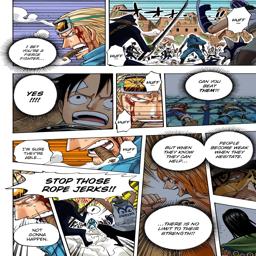 HUFF
HUFF
HUFF
I BET
YOU'RE A
FIERCE
FIGHTER...
YES
!!!!
CAN YOU
BEAT
THEM?!
I'M SURE
THEY'RE
ABLE...
STOP THOSE
ROPE JERKS!!
NOT
GONNA
HAPPEN.
PEOPLE
BECOME WEAK
WHEN THEY
HESITATE.
BUT WHEN
THEY KNOW
THEY CAN
HELP...
...THERE IS NO
LIMIT TO THEIR
STRENGTH!!